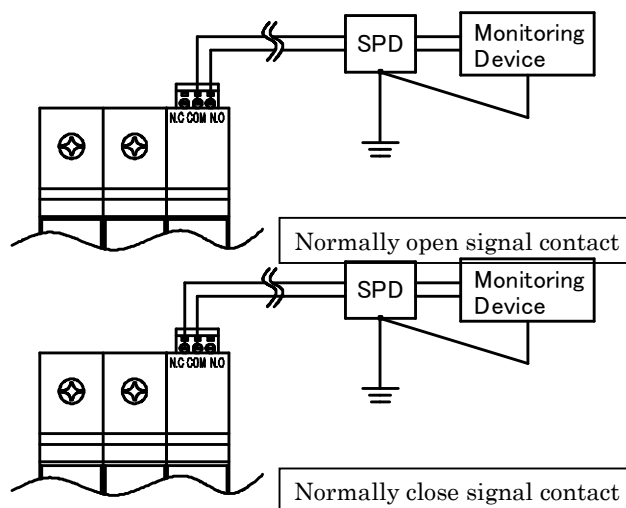 SPD
Monitoring
Device
N.C COM N.O
Normally open signal contact
SPD
Monitoring
Device
N.C COM N.O
Normally close signal contact